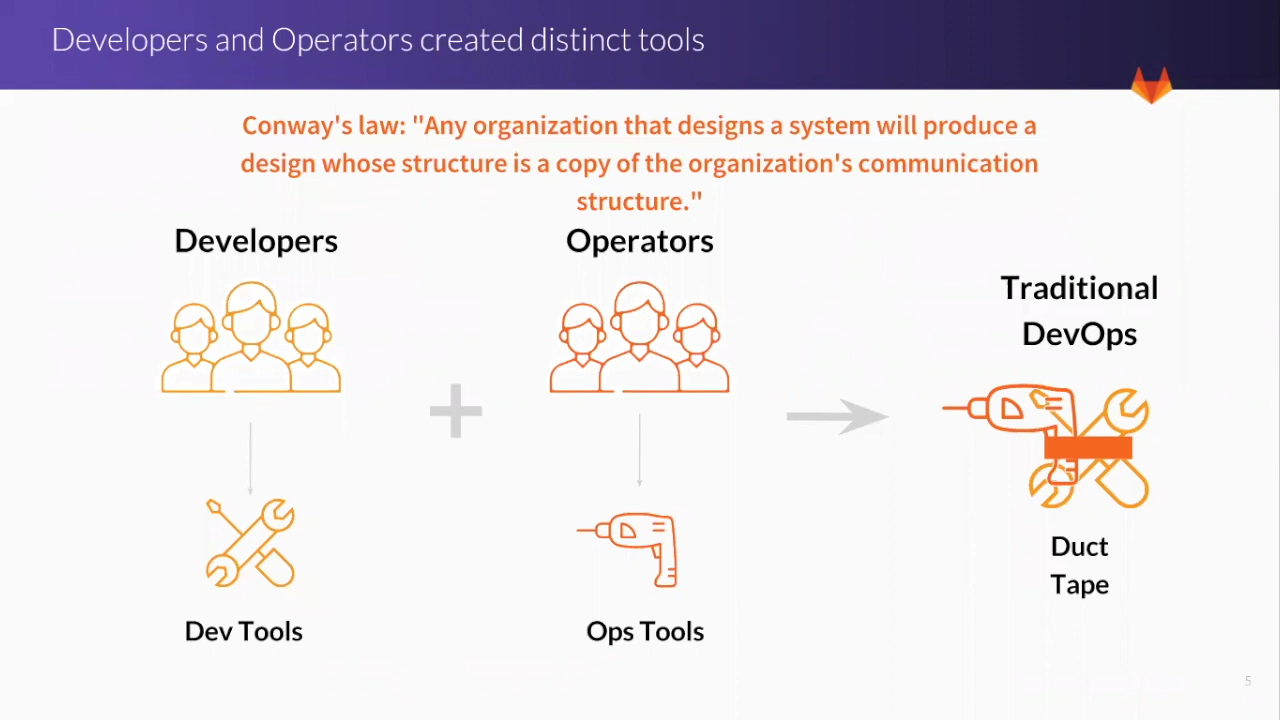 Developers and Operators created distinct tools
Conway's law: "Any organization that designs a system will produce a
design whose structure is a copy of the organization's communication
structure."
Developers
Operators
Traditional
DevOps
Duct
Tape
Dev Tools
Ops Tools
5